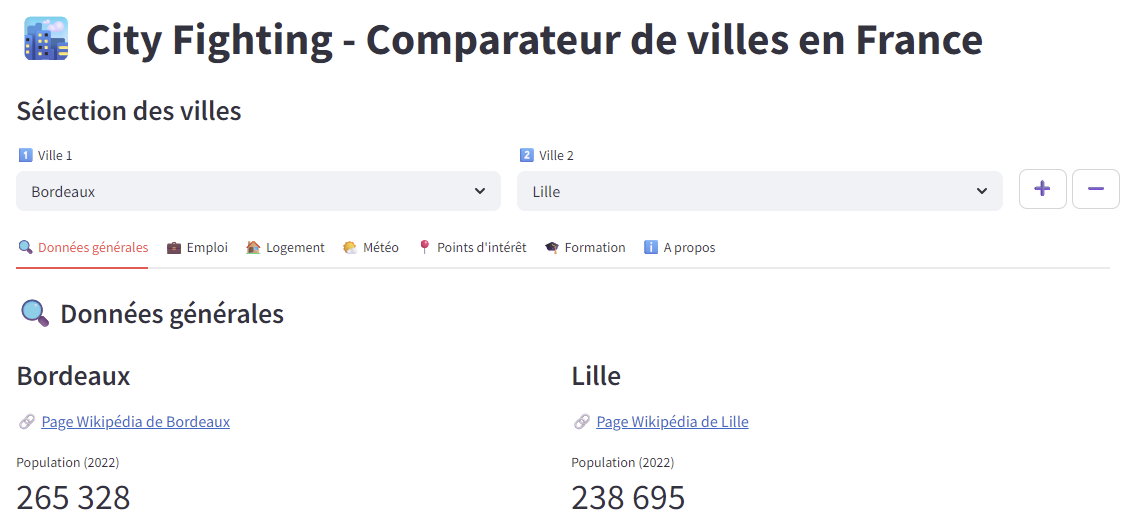 City Fighting - Comparateur de villes en France
Sélection des villes
1 Ville 1
2 Ville 2
Bordeaux
Lille
Données générales
Emploi
Logement
Météo
Points d'intérêt
Formation
A propos
Données générales
Bordeaux
Lille
Page Wikipédia de Bordeaux
Page Wikipédia de Lille
Population (2022)
Population (2022)
265 328
238 695